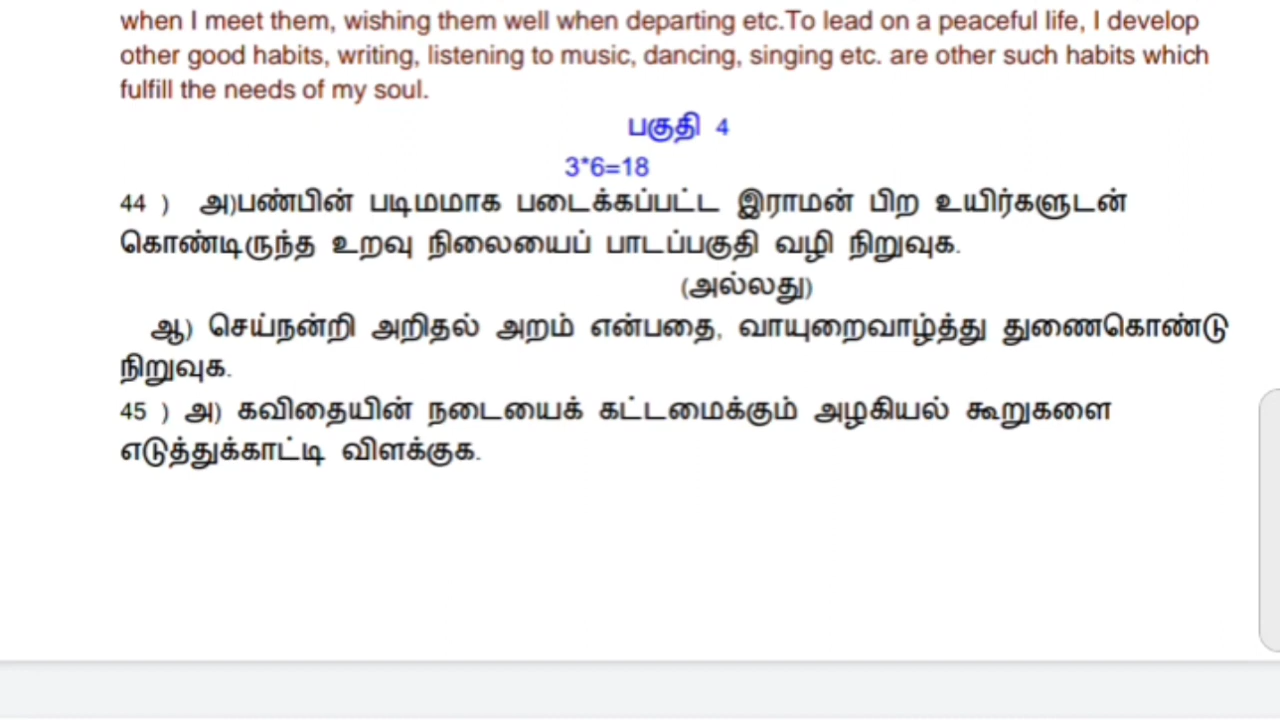 when I meet them, wishing them well when departing etc.To lead on a peaceful life, I develop
other good habits, writing, listening to music, dancing, singing etc. are other such habits which
fulfill the needs of my soul.
பகுதி 4
3*6=18
44 ) அ)பண்பின் படிமமாக படைக்கப்பட்ட இராமன் பிற உயிர்களுடன்
கொண்டிருந்த உறவு நிலையைப் பாடப்பகுதி வழி நிறுவுக.
(அல்லது)
ஆ) செய்நன்றி அறிதல் அறம் என்பதை, வாயுறைவாழ்த்து துணைகொண்டு
நிறுவுக.
45 ) அ) கவிதையின் நடையைக் கட்டமைக்கும் அழகியல் கூறுகளை
எடுத்துக்காட்டி விளக்குக.